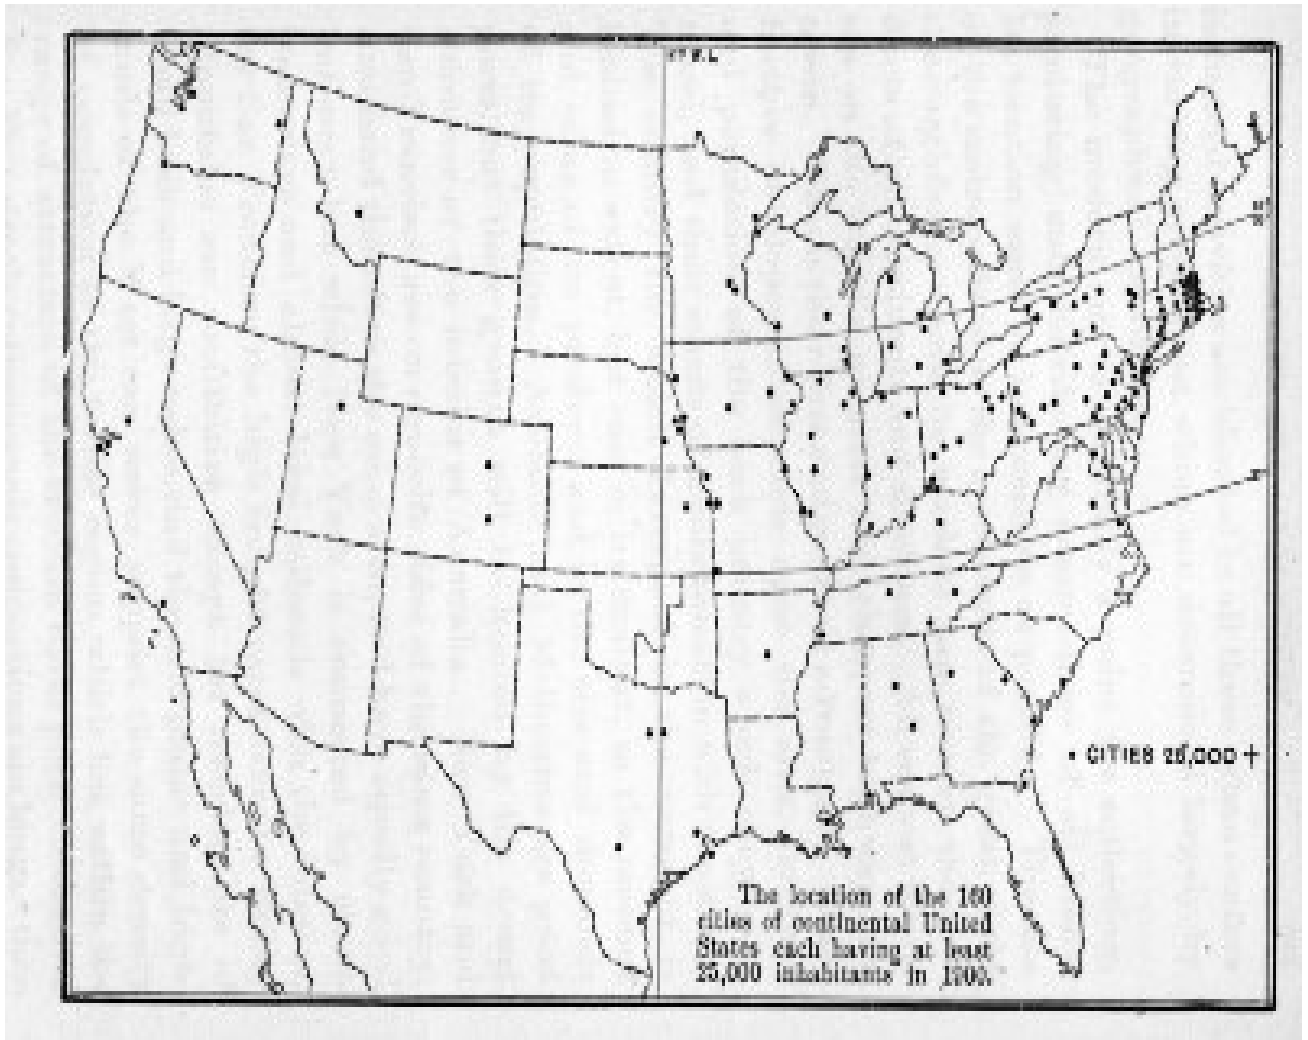 • CITIES 25,000 +
The location of the 160
cities of continental United
States each having at least
25,000 inhabitants in 1900.